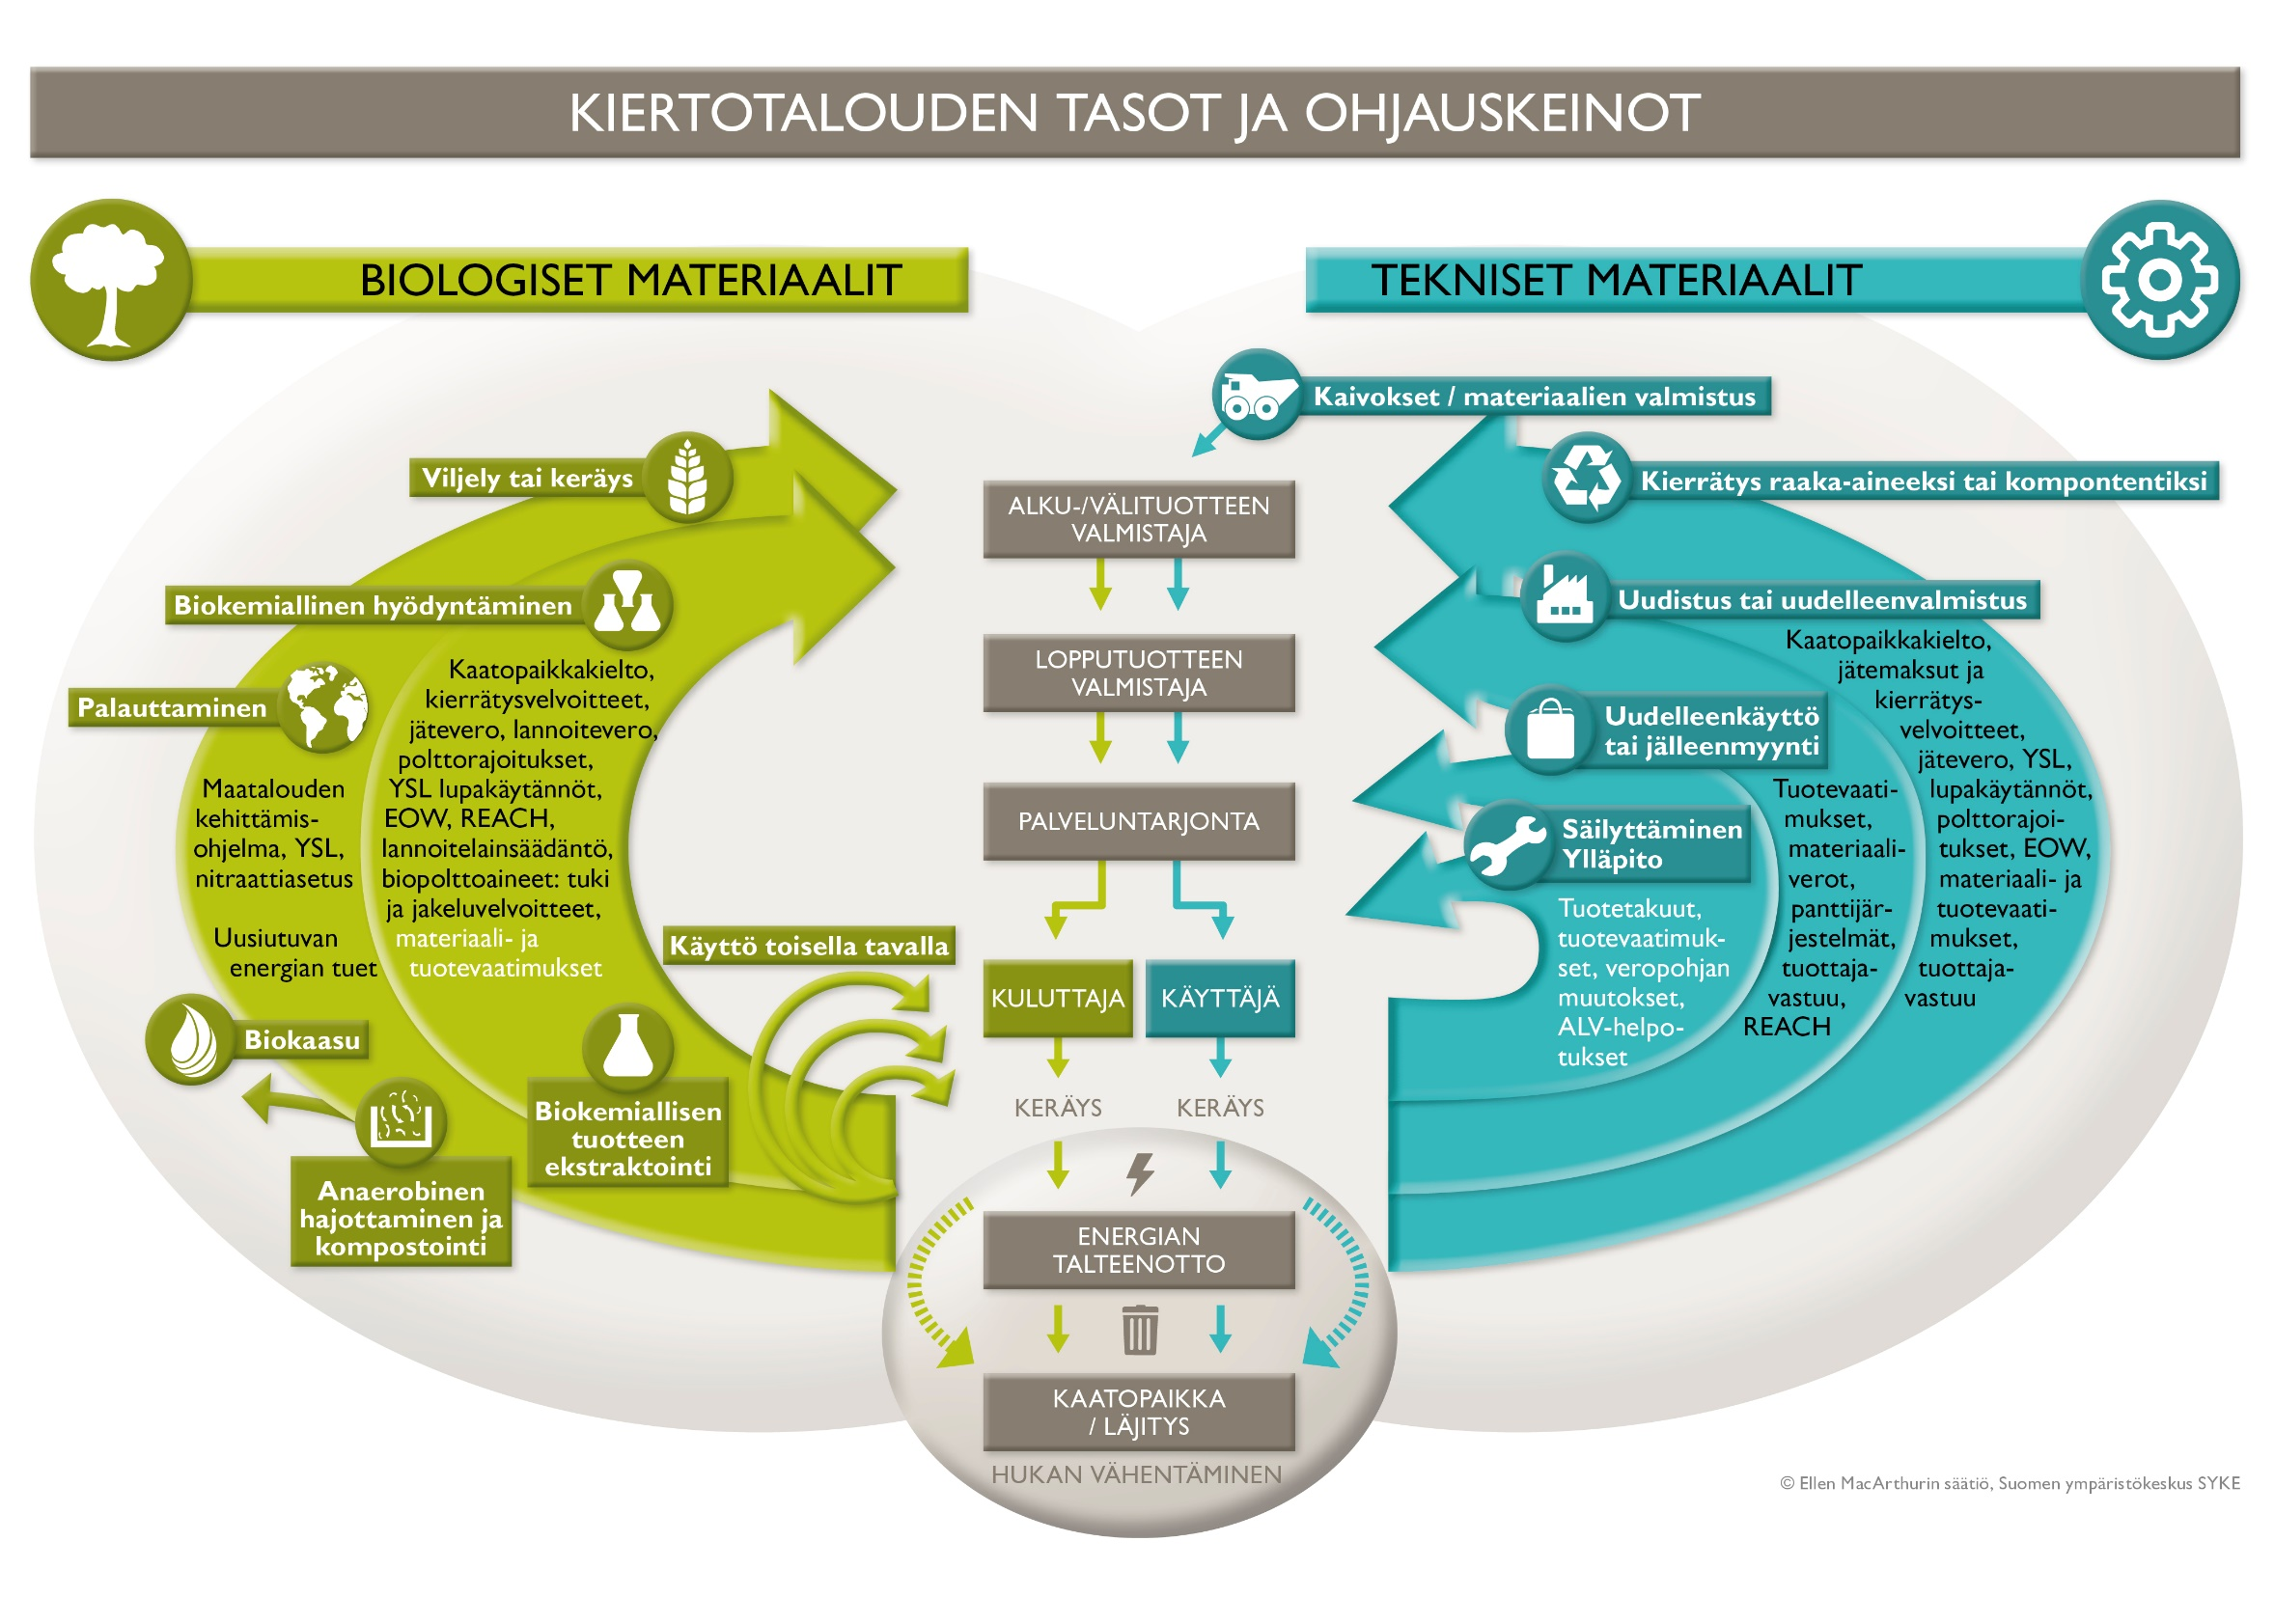 KIERTOTALOUDEN TASOT JA OHJAUSKEINOT
BIOLOGISET MATERIAALIT
TEKNISET MATERIAALIT
Viljely tai keräys
Biokemiallinen hyödyntäminen
Palauttaminen
Maatalouden
kehittämis-
ohjelma, YSL,
nitraattiasetus
Uusiutuvan
energian tuet
Kaatopaikkakielto,
kierrätysvelvoitteet,
jätevero, lannoitevero,
polttorajoitukset,
YSL lupakäytännöt,
EOW, REACH,
lannoitelainsäädäntö,
biopolttoaineet: tuki
ja jakeluvelvoitteet,
materiaali- ja
tuotevaatimukset
Biokaasu
Anaerobinen
hajottaminen ja
kompostointi
Biokemiallisen
tuotteen
ekstraktointi
Käyttö toisella tavalla
Kaivokset / materiaalien valmistus
ALKU-/VÄLITUOTTEEN
VALMISTAJA
LOPPUTUOTTEEN
VALMISTAJA
PALVELUNTARJONTA
KULUTTAJA
KÄYTTÄJÄ
KERÄYS
KERÄYS
ENERGIAN
TALTEENOTTO
KAATOPAIKKA
/ LÄJITYS
HUKAN VÄHENTÄMINEN
Kierrätys raaka-aineeksi tai kompontentiksi
Uudistus tai uudelleenvalmistus
Uudelleenkäyttö
tai jälleenmyynti
Säilyttäminen
Ylläpito
Tuotetakuut,
tuotevaatimuk-
set, veropohjan
muutokset,
ALV-helpo-
tukset
Tuotevaati-
mukset,
materiaali-
verot,
panttijär-
jestelmät,
tuottaja-
vastuu,
REACH
Kaatopaikkakielto,
jätemaksut ja
kierrätys-
velvoitteet,
jätevero, YSL,
lupakäytännöt,
polttorajoi-
tukset, EOW,
materiaali- ja
tuotevaati-
mukset,
tuottaja-
vastuu
© Ellen MacArthurin säätiö, Suomen ympäristökeskus SYKE